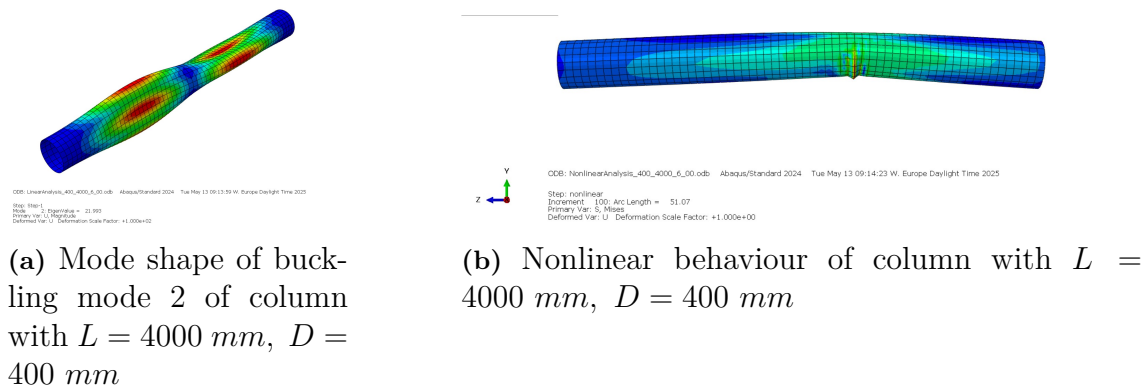 ODB: LinearAnalysis_400_4000_6_00.odb   Abaqus/Standard 2024   Tue May 13 09:13:59 W. Europe Daylight Time 2025
Step: Step-1
Mode      2: EigenValue =   21.993
Primary Var: U, Magnitude
Deformed Var: U   Deformation Scale Factor: +1.000e+02
Y
Z
ODB: NonlinearAnalysis_400_4000_6_00.odb   Abaqus/Standard 2024   Tue May 13 09:14:23 W. Europe Daylight Time 2025
Step: nonlinear
Increment   100: Arc Length =   51.07
Primary Var: S, Mises
Deformed Var: U   Deformation Scale Factor: +1.000e+00
(a) Mode shape of buck-
ling mode 2 of column
with L = 4000 mm, D =
400 mm
(b) Nonlinear behaviour of column with L =
4000 mm, D = 400 mm